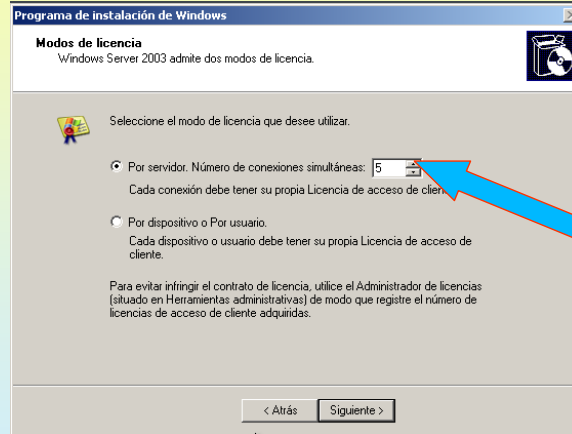 Programa de instalación de Windows
Modos de licencia
Windows Server 2003 admite dos modos de licencia.
Seleccione el modo de licencia que desee utilizar.
Por servidor. Número de conexiones simultáneas: 5
Cada conexión debe tener su propia Licencia de acceso de
Por dispositivo o Por usuario.
Cada dispositivo o usuario debe tener su propia Licencia de acceso de
cliente.
Para evitar infringir el contrato de licencia, utilice el Administrador de licencias
(situado en Herramientas administrativas) de modo que registre el número de
licencias de acceso de cliente adquiridas.
< Atrás
Siguiente >